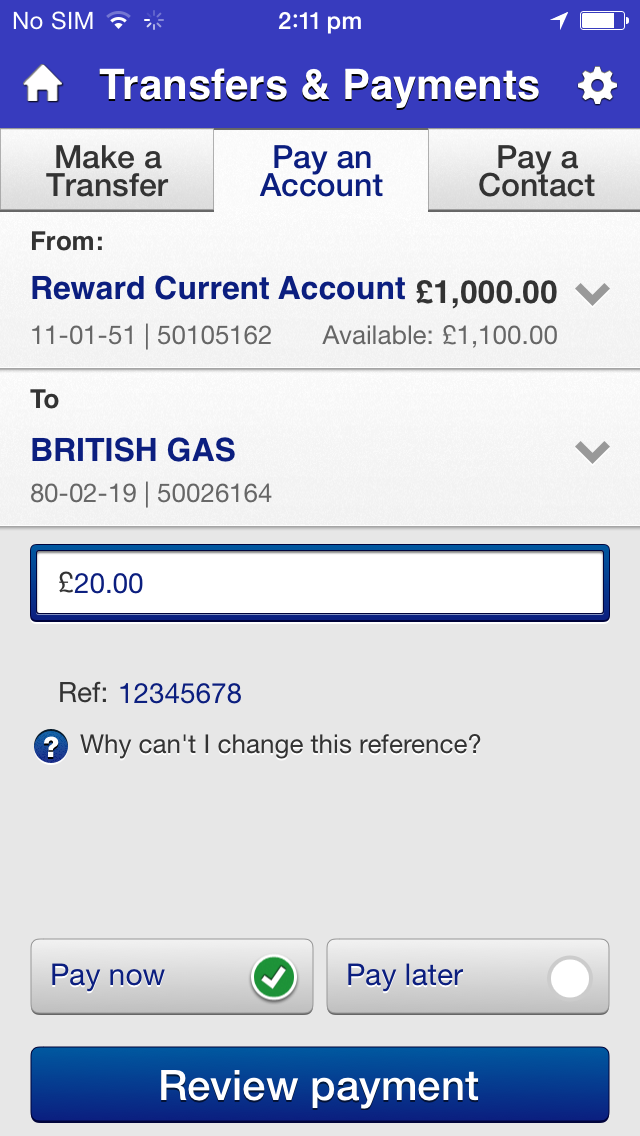 No SIM 2:11 pm
Transfers & Payments
Make a Transfer
Pay an Account
Pay a Contact
From:
Reward Current Account £1,000.00
11-01-51 | 50105162 Available: £1,100.00
To
BRITISH GAS
80-02-19 | 50026164
£20.00
Ref: 12345678
? Why can't I change this reference?
Pay now Pay later
Review payment